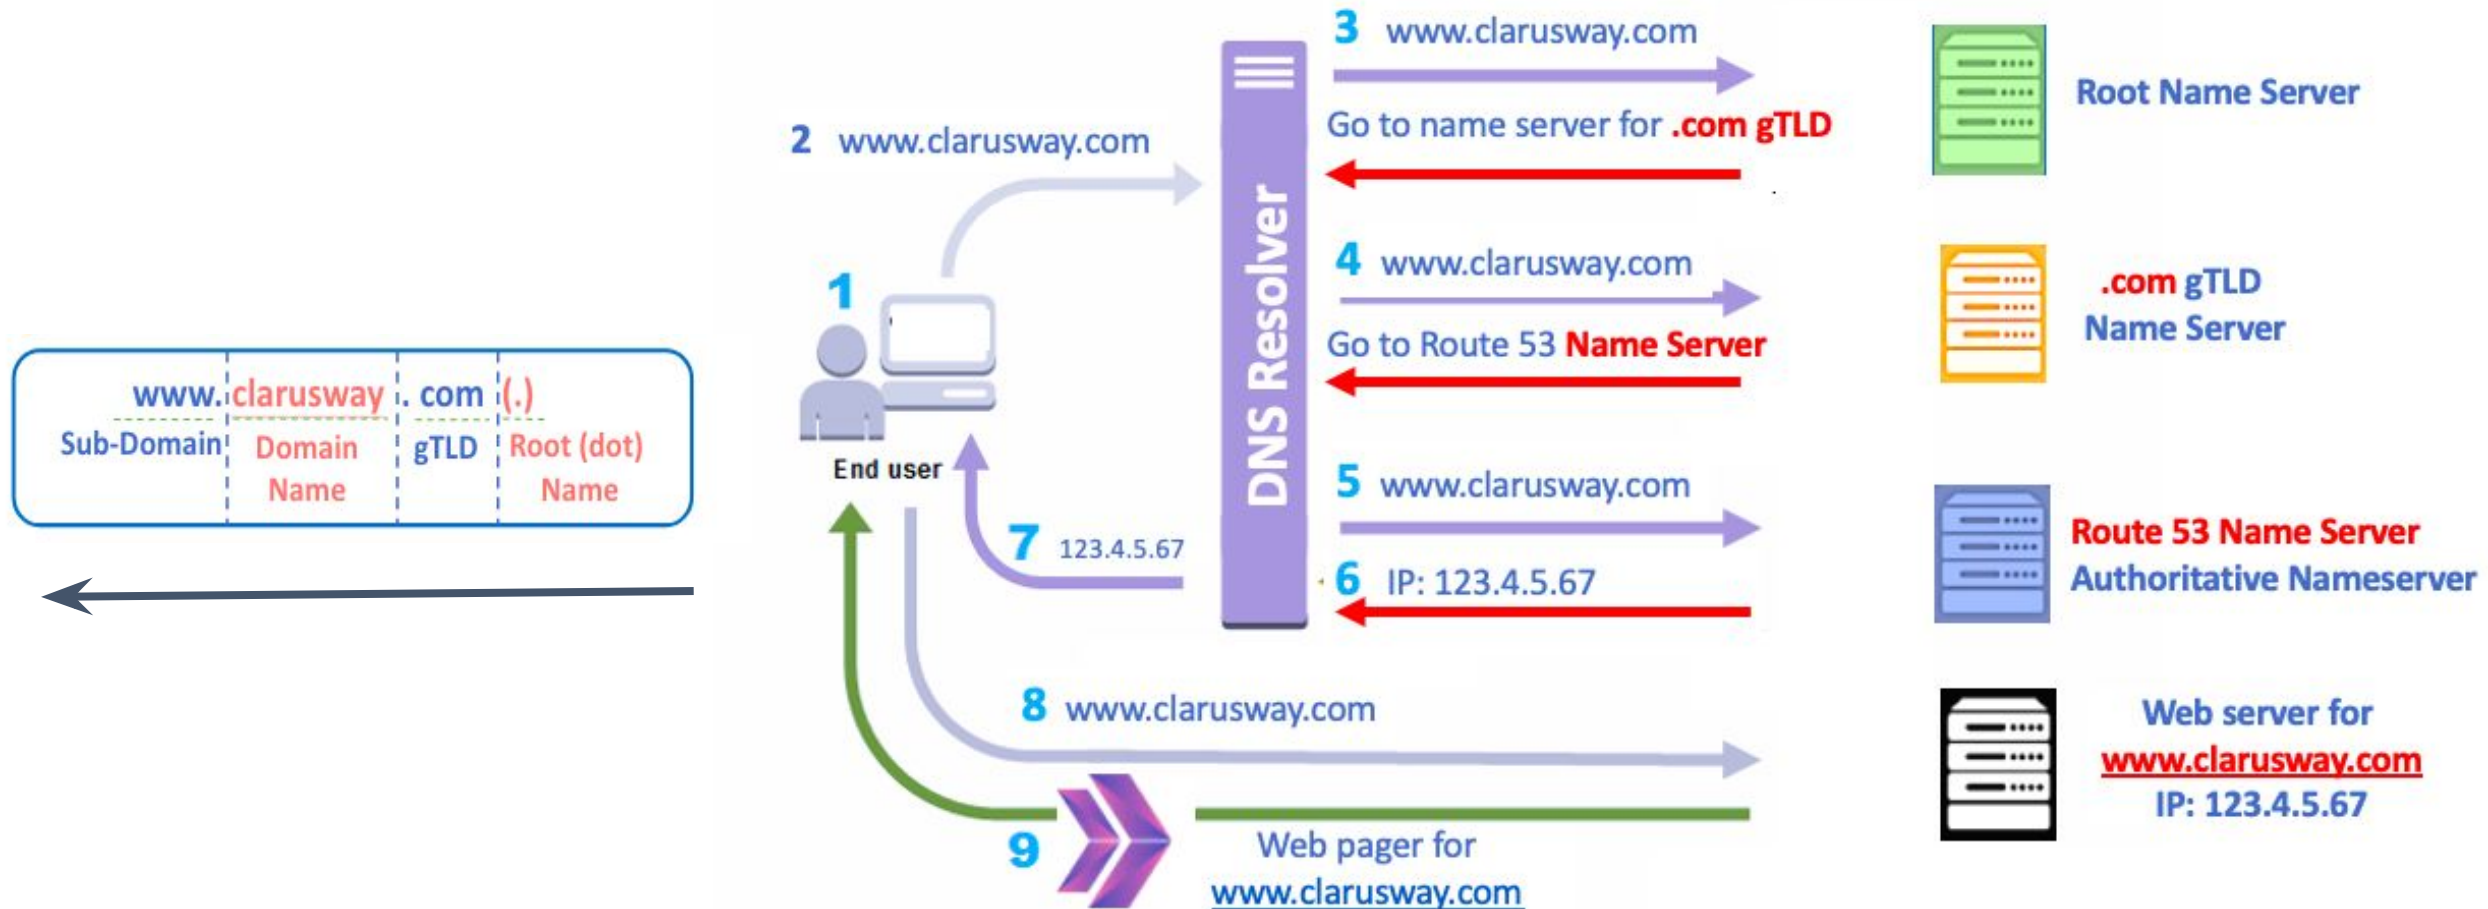 www. clarusway . com (.)
Sub-Domain Domain Name gTLD Root (dot) Name
1
End user
2 www.clarusway.com
DNS Resolver
3 www.clarusway.com
Go to name server for .com gTLD
Root Name Server
4 www.clarusway.com
Go to Route 53 Name Server
.com gTLD
Name Server
5 www.clarusway.com
6 IP: 123.4.5.67
Route 53 Name Server
Authoritative Nameserver
7 123.4.5.67
8 www.clarusway.com
Web server for
www.clarusway.com
IP: 123.4.5.67
9
Web pager for
www.clarusway.com